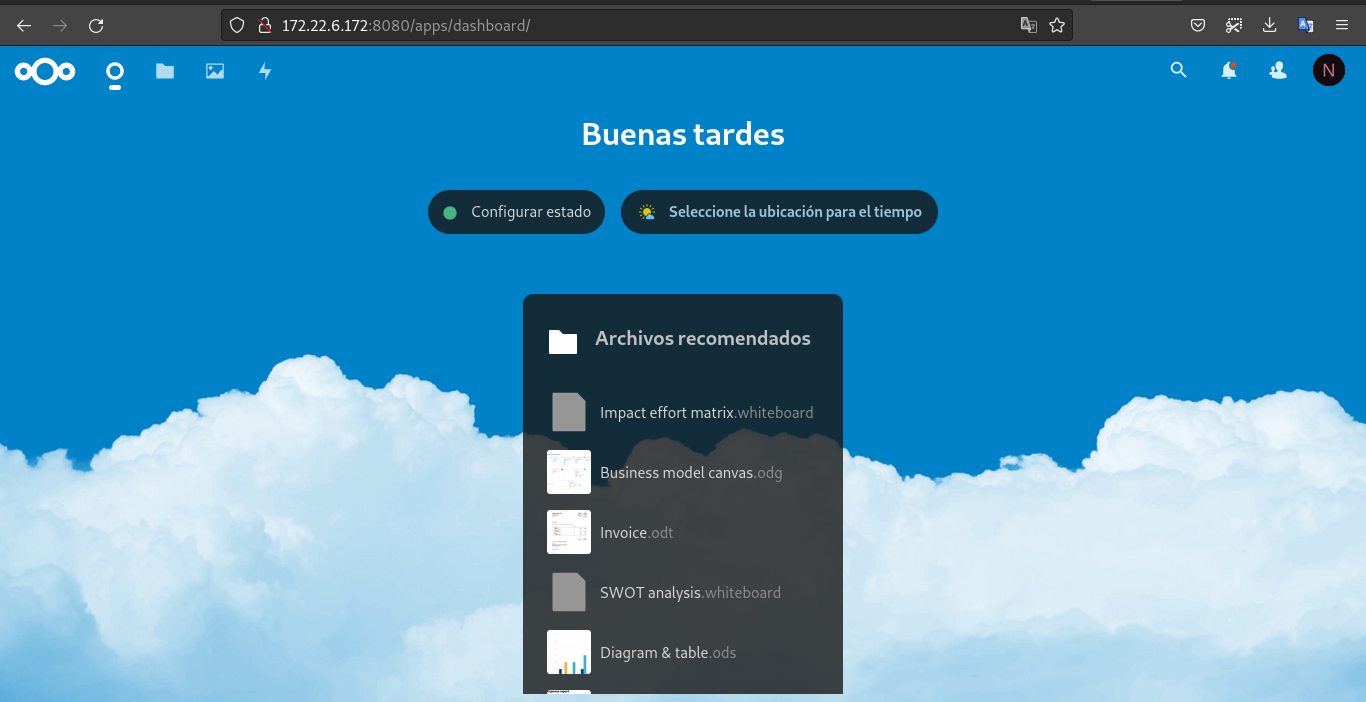 172.22.6.172:8080/apps/dashboard/
N
Buenas tardes
Configurar estado
Seleccione la ubicación para el tiempo
Archivos recomendados
Impact effort matrix.whiteboard
Business model canvas.odg
Invoice.odt
SWOT analysis.whiteboard
Diagram & table.ods